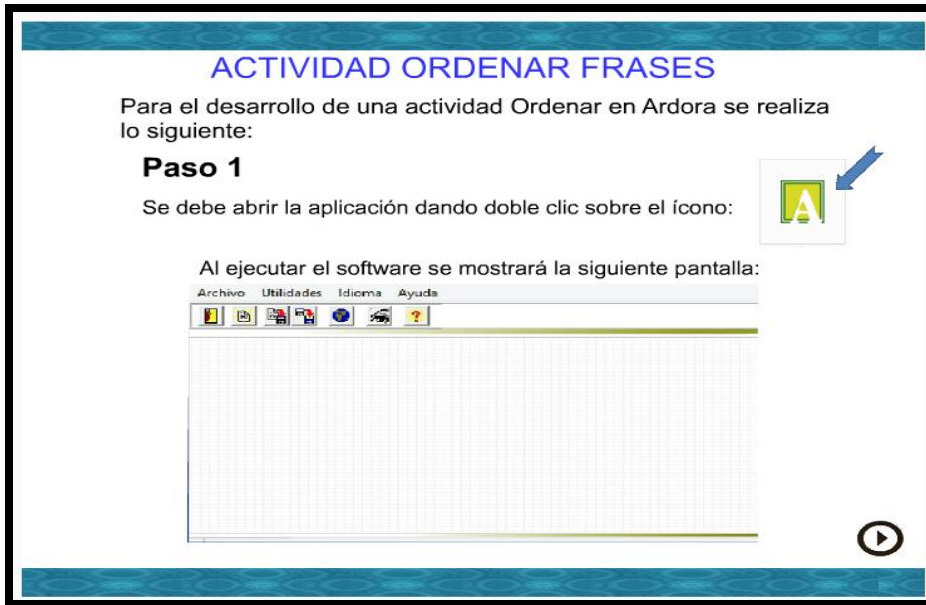 ACTIVIDAD ORDENAR FRASES
Para el desarrollo de una actividad Ordenar en Ardora se realiza
lo siguiente:
Paso 1
Se debe abrir la aplicación dando doble clic sobre el ícono:
A
Al ejecutar el software se mostrará la siguiente pantalla:
Archivo Utilidades Idioma Ayuda
?